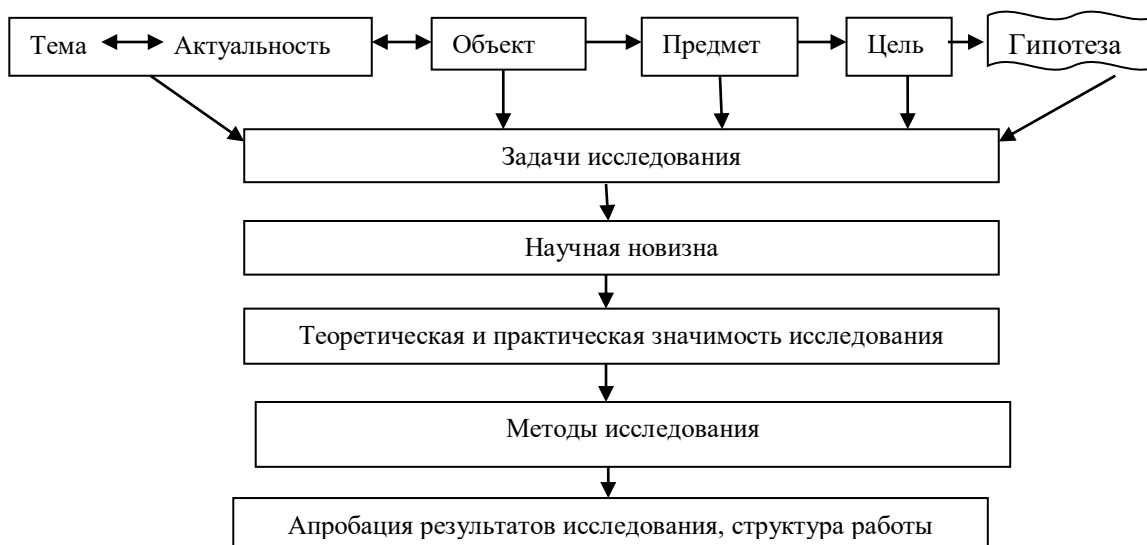 Тема Актуальность Объект Предмет Цель Гипотеза
Задачи исследования
Научная новизна
Теоретическая и практическая значимость исследования
Методы исследования
Апробация результатов исследования, структура работы